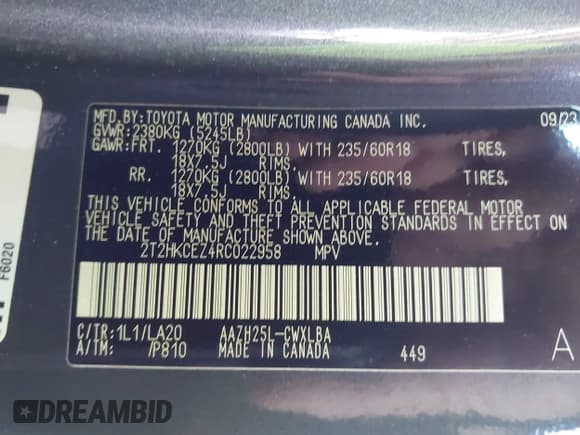 MFD.BY:TOYOTA MOTOR MANUFACTURING CANADA INC. 09/23
GVWR:2380KG (5245LB)
GAWR:FRT. 1270KG (2800LB) WITH 235/60R18 TIRES,
18X7.5J RIMS,
RR. 1270KG (2800LB) WITH 235/60R18 TIRES,
18X7.5J RIMS,
THIS VEHICLE CONFORMS TO ALL APPLICABLE FEDERAL MOTOR
VEHICLE SAFETY AND THEFT PREVENTION STANDARDS IN EFFECT ON
THE DATE OF MANUFACTURE SHOWN ABOVE.
2T2HKCEZ4RC022958 MPV
C/TR:1L1/LA20 AAZH25L-CWXLBA
A/TM: /P810 MADE IN CANADA 449 A
F6020
DREAMBID